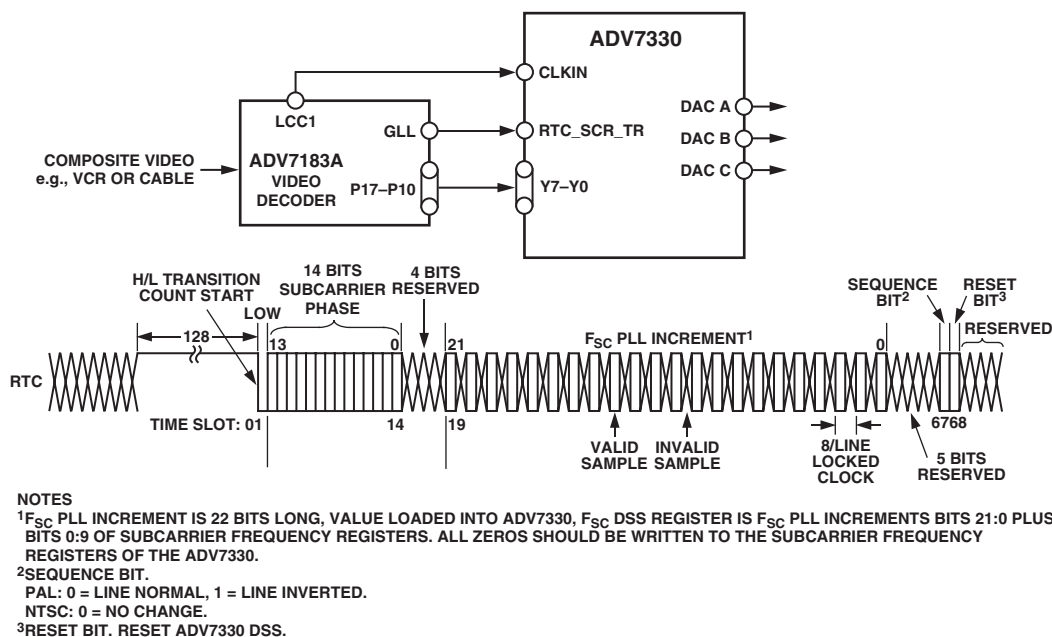 ADV7330
CLKIN
LCC1
DAC A
GLL
RTC_SCR_TR
DAC B
COMPOSITE VIDEO
e.g., VCR OR CABLE
ADV7183A
VIDEO
DECODER
DAC C
P17–P10
Y7–Y0
H/L TRANSITION
COUNT START
14 BITS
SUBCARRIER
PHASE
4 BITS
RESERVED
SEQUENCE
BIT2
RESET
BIT3
LOW
RESERVED
128
13
0
21
FSC PLL INCREMENT1
0
RTC
TIME SLOT: 01
14
19
6768
VALID
SAMPLE
INVALID
SAMPLE
8/LINE
LOCKED
CLOCK
5 BITS
RESERVED
NOTES
1FSC PLL INCREMENT IS 22 BITS LONG, VALUE LOADED INTO ADV7330, FSC DSS REGISTER IS FSC PLL INCREMENTS BITS 21:0 PLUS
BITS 0:9 OF SUBCARRIER FREQUENCY REGISTERS. ALL ZEROS SHOULD BE WRITTEN TO THE SUBCARRIER FREQUENCY
REGISTERS OF THE ADV7330.
2SEQUENCE BIT.
PAL: 0 = LINE NORMAL, 1 = LINE INVERTED.
NTSC: 0 = NO CHANGE.
3RESET BIT. RESET ADV7330 DSS.